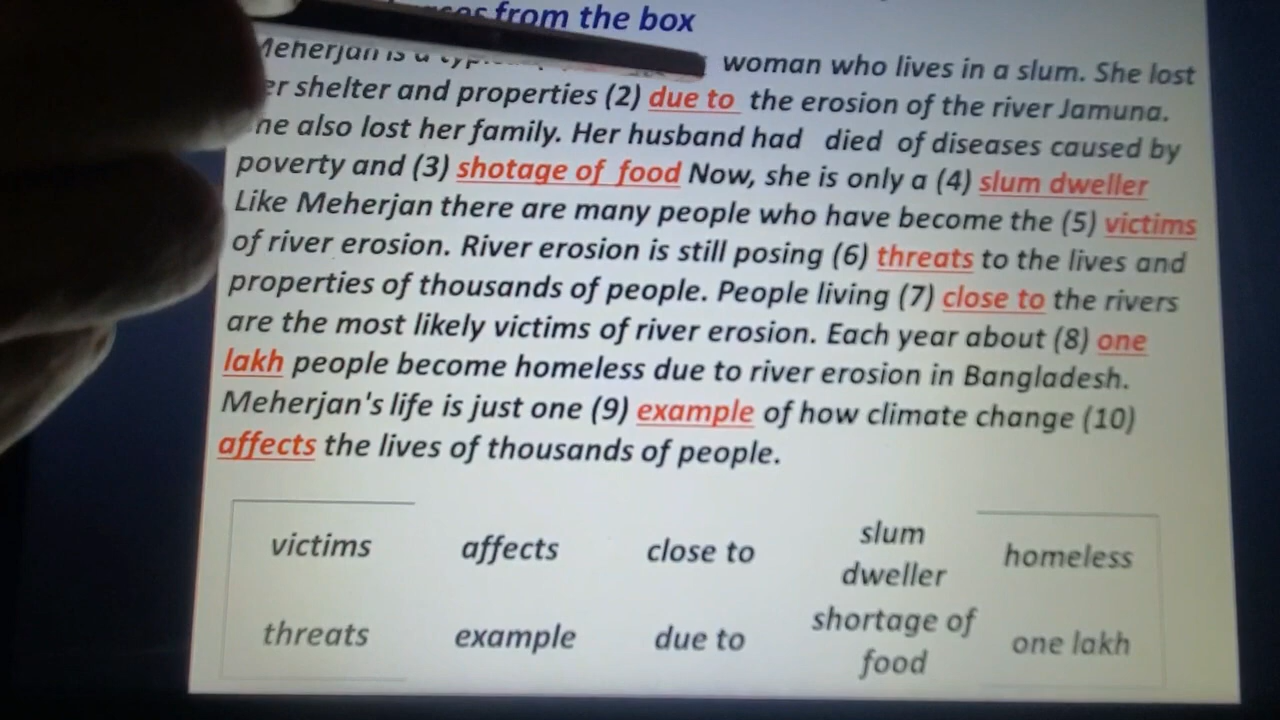 from the box
woman who lives in a slum. She lost
er shelter and properties (2) due to the erosion of the river Jamuna.
he also lost her family. Her husband had died of diseases caused by
poverty and (3) shotage of food Now, she is only a (4) slum dweller
Like Meherjan there are many people who have become the (5) victims
of river erosion. River erosion is still posing (6) threats to the lives and
properties of thousands of people. People living (7) close to the rivers
are the most likely victims of river erosion. Each year about (8) one
lakh people become homeless due to river erosion in Bangladesh.
Meherjan's life is just one (9) example of how climate change (10)
affects the lives of thousands of people.
victims affects close to slum dweller homeless
threats example due to shortage of food one lakh